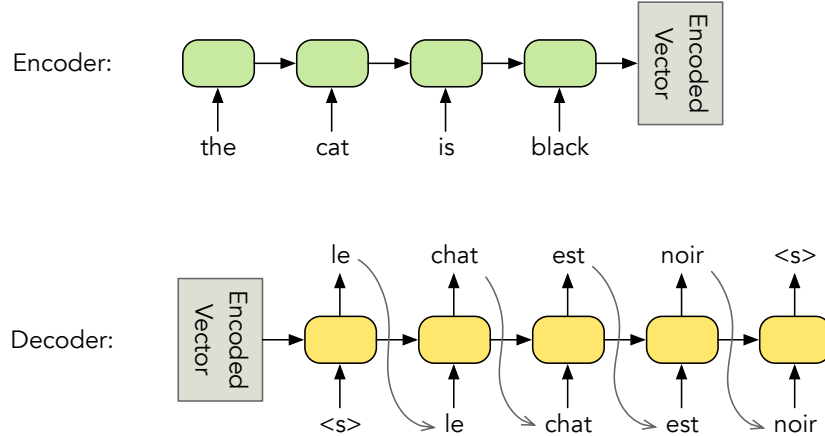 Encoder:
Encoded
Vector
the cat is black
le chat est noir <s>
Decoder:
Encoded
Vector
<s> le chat est noir